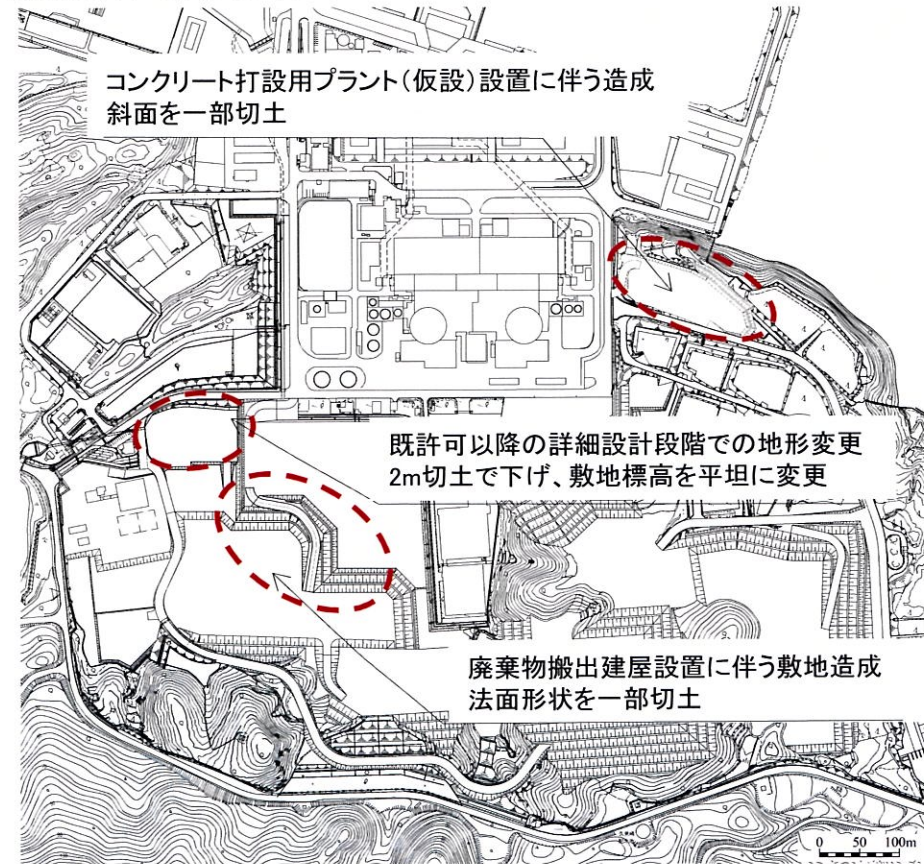 コンクリート打設用プラント(仮設)設置に伴う造成
斜面を一部切土
既許可以降の詳細設計段階での地形変更
2m切土で下げ、敷地標高を平坦に変更
廃棄物搬出建屋設置に伴う敷地造成
法面形状を一部切土
0 50 100m